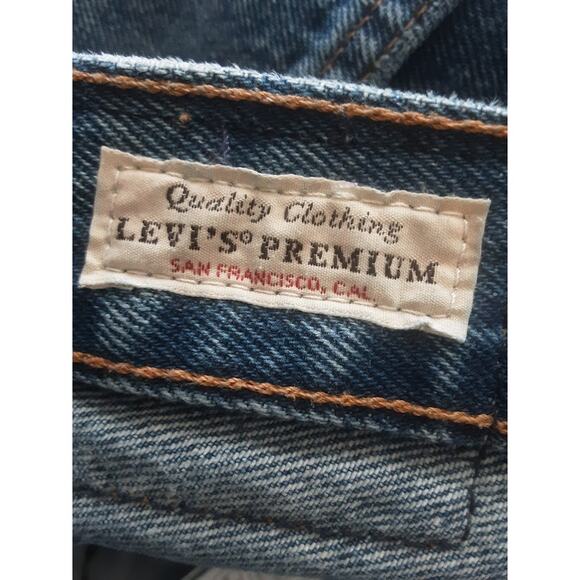 Quality Clothing
LEVI'S® PREMIUM
SAN FRANCISCO, CAL.